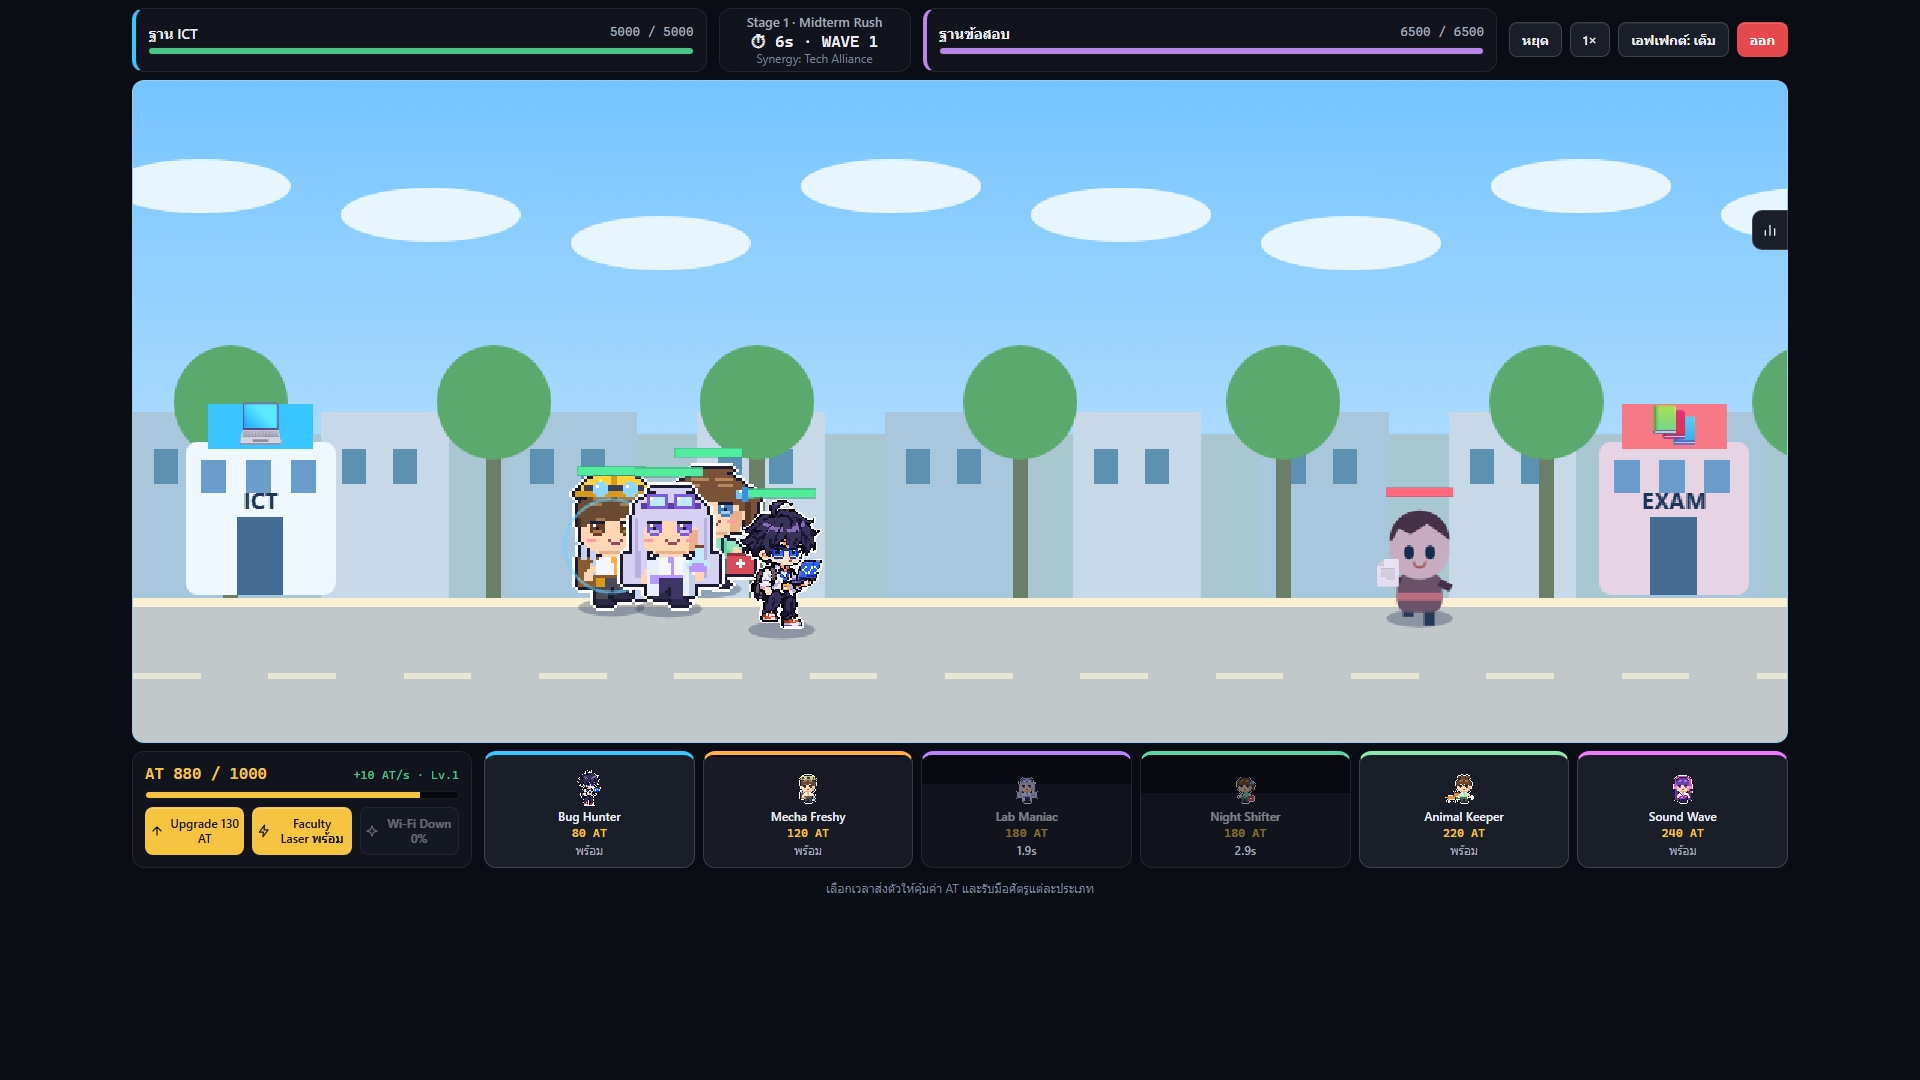 ฐาน ICT
5000 / 5000
Stage 1 · Midterm Rush
⏱ 6s · WAVE 1
Synergy: Tech Alliance
ฐานข้อสอบ
6500 / 6500
หยุด
1×
เอฟเฟกต์: เต็ม
ออก
ICT
EXAM
AT 880 / 1000
+10 AT/s · Lv.1
Upgrade 130
AT
Faculty
Laser พร้อม
Wi-Fi Down
0%
Bug Hunter
80 AT
พร้อม
Mecha Freshy
120 AT
พร้อม
Lab Maniac
180 AT
1.9s
Night Shifter
180 AT
2.9s
Animal Keeper
220 AT
พร้อม
Sound Wave
240 AT
พร้อม
เลือกเวลาส่งตัวให้คุ้มค่า AT และรับมือศัตรูแต่ละประเภท